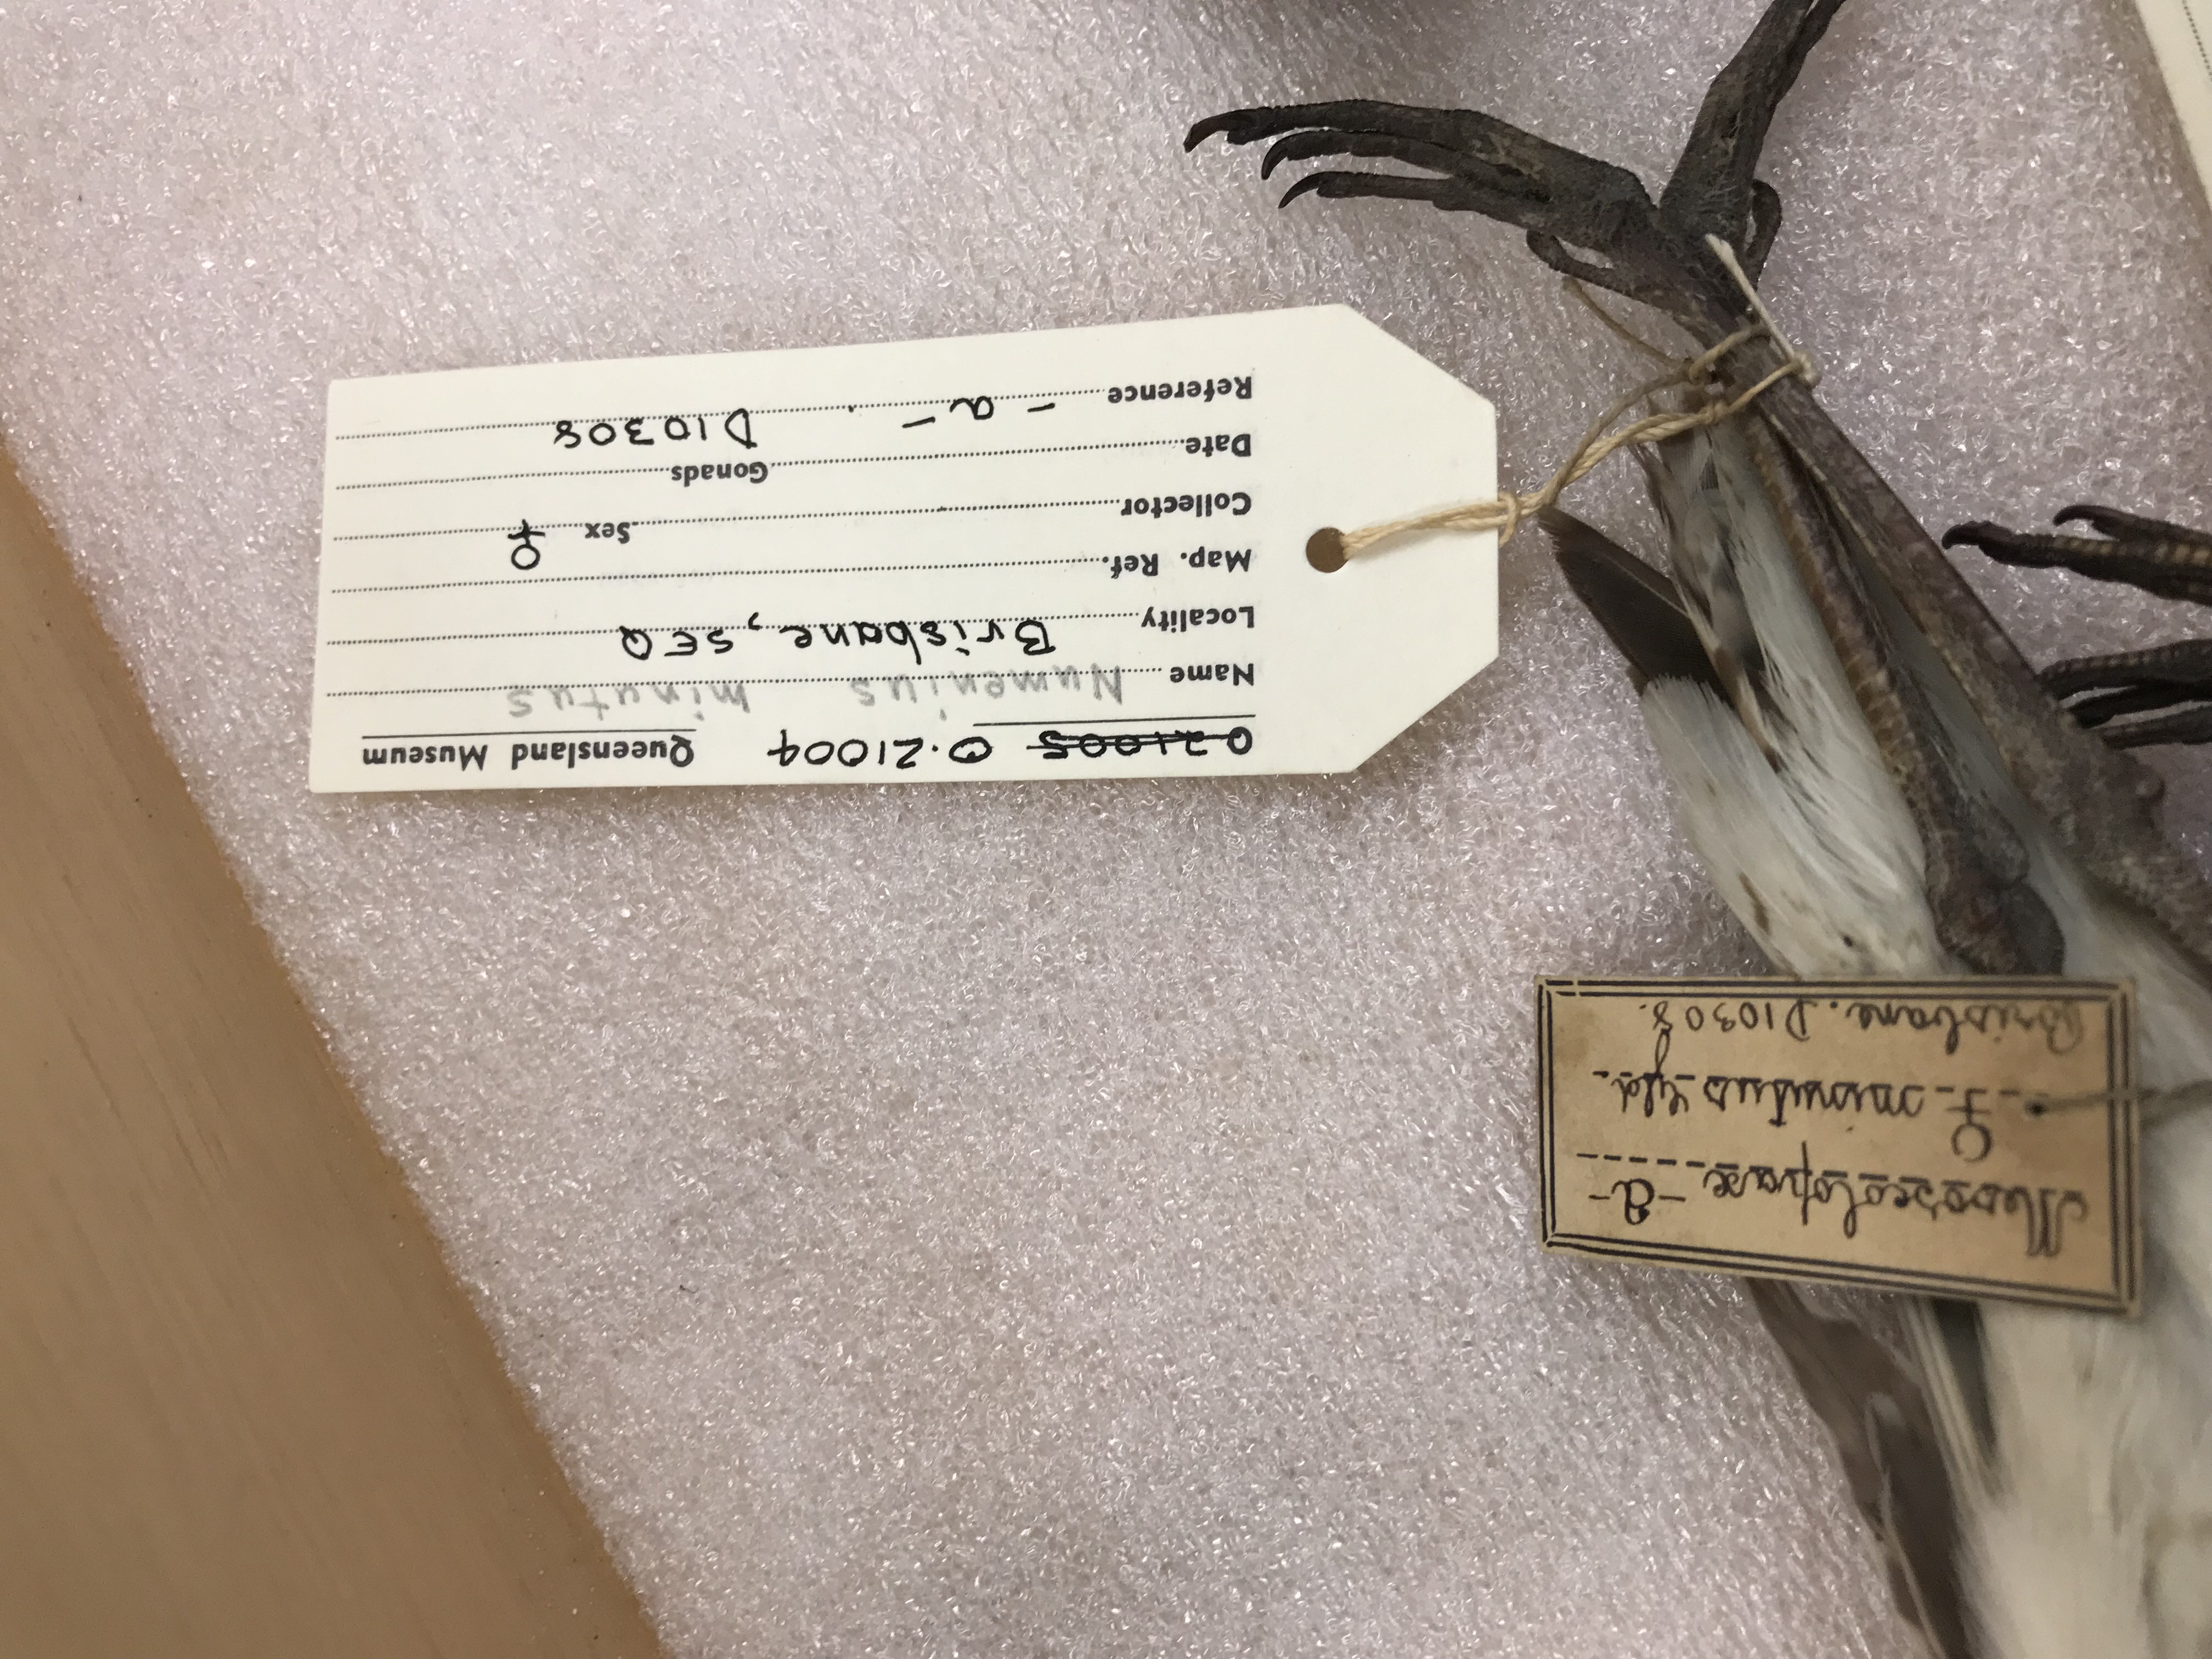 O 21005 O.21004 Queensland Museum
Name Numenius minutus
Locality Brisbane, SEQ
Map. Ref.
Collector Sex ♀
Date Gonads
Reference - a - D10308
Mesoscolopax -a-
♀ minutus Gld.
Brisbane. D10308.